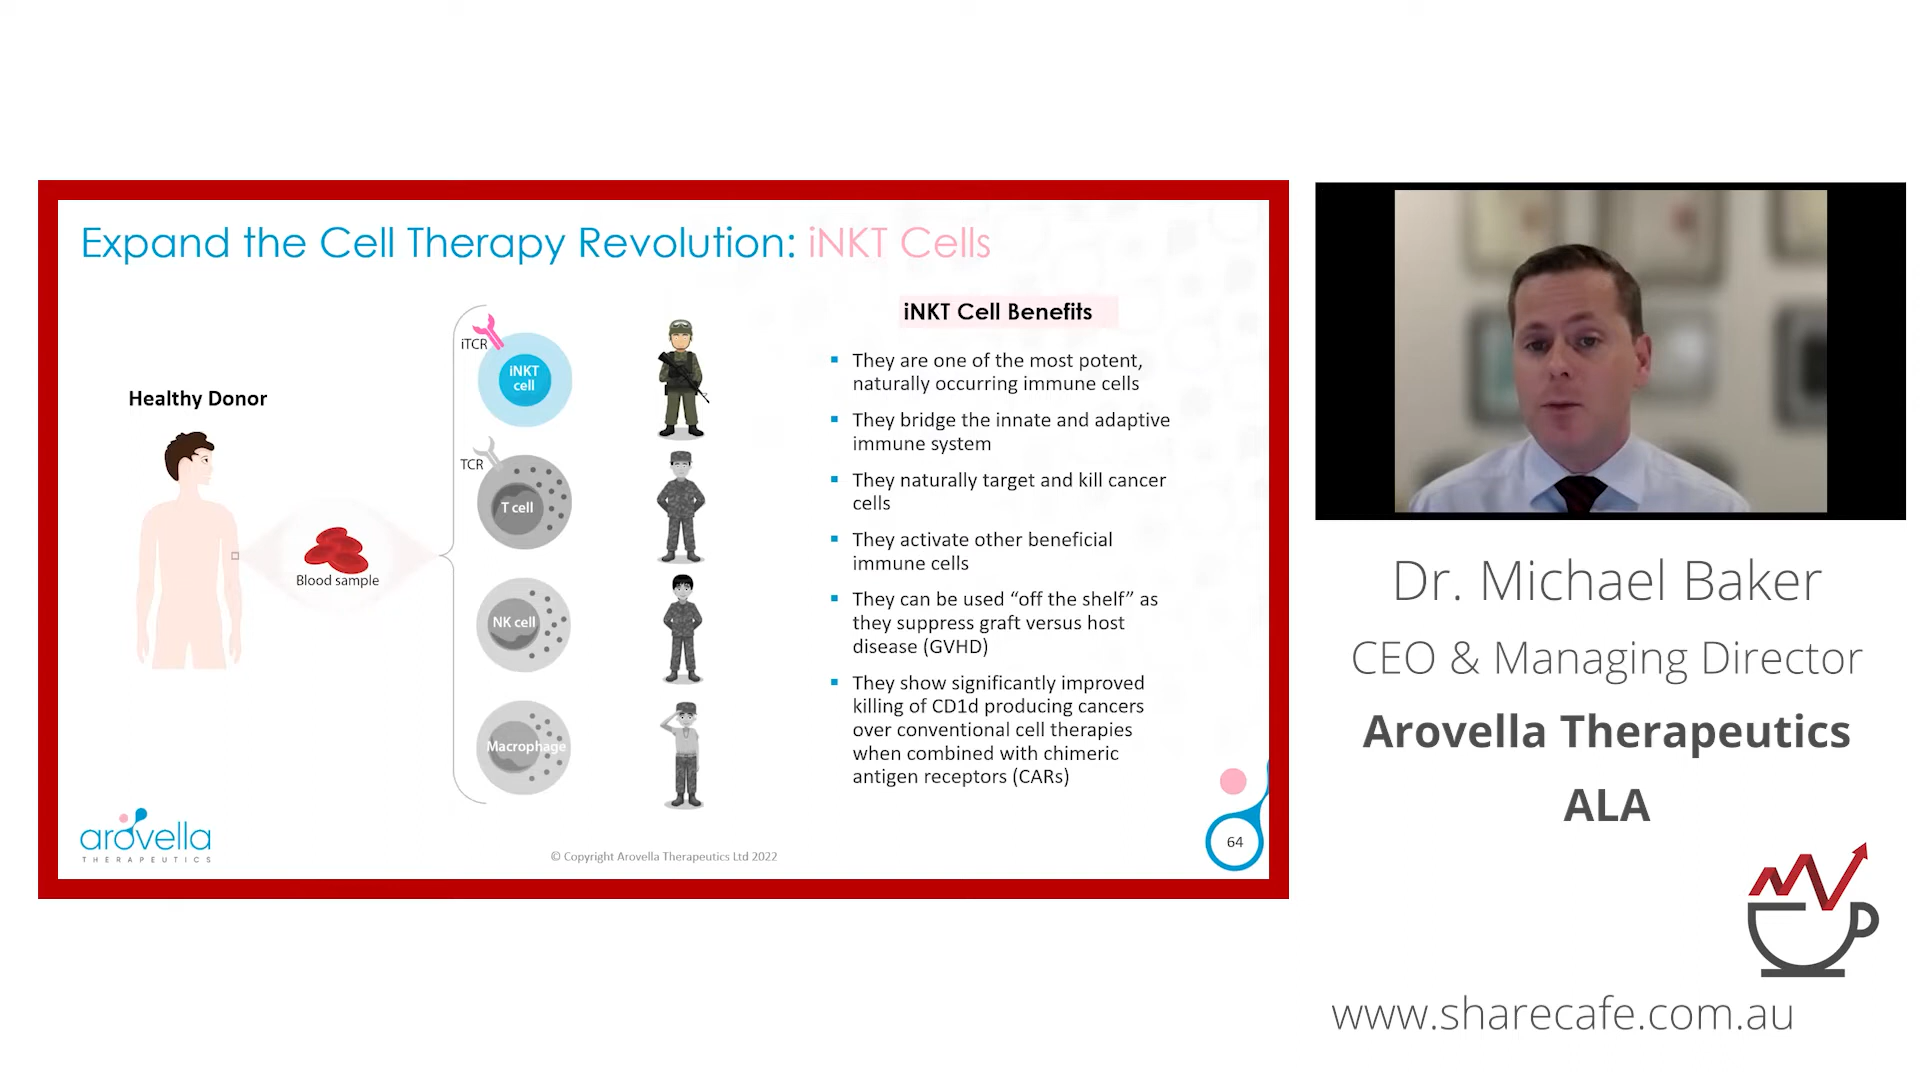 Expand the Cell Therapy Revolution: iNKT Cells
Healthy Donor
Blood sample
iTCR
iNKT
cell
TCR
T cell
NK cell
Macrophage
iNKT Cell Benefits
They are one of the most potent,
naturally occurring immune cells
They bridge the innate and adaptive
immune system
They naturally target and kill cancer
cells
They activate other beneficial
immune cells
They can be used “off the shelf” as
they suppress graft versus host
disease (GVHD)
They show significantly improved
killing of CD1d producing cancers
over conventional cell therapies
when combined with chimeric
antigen receptors (CARs)
arovella
THERAPEUTICS
© Copyright Arovella Therapeutics Ltd 2022
64
Dr. Michael Baker
CEO & Managing Director
Arovella Therapeutics
ALA
www.sharecafe.com.au